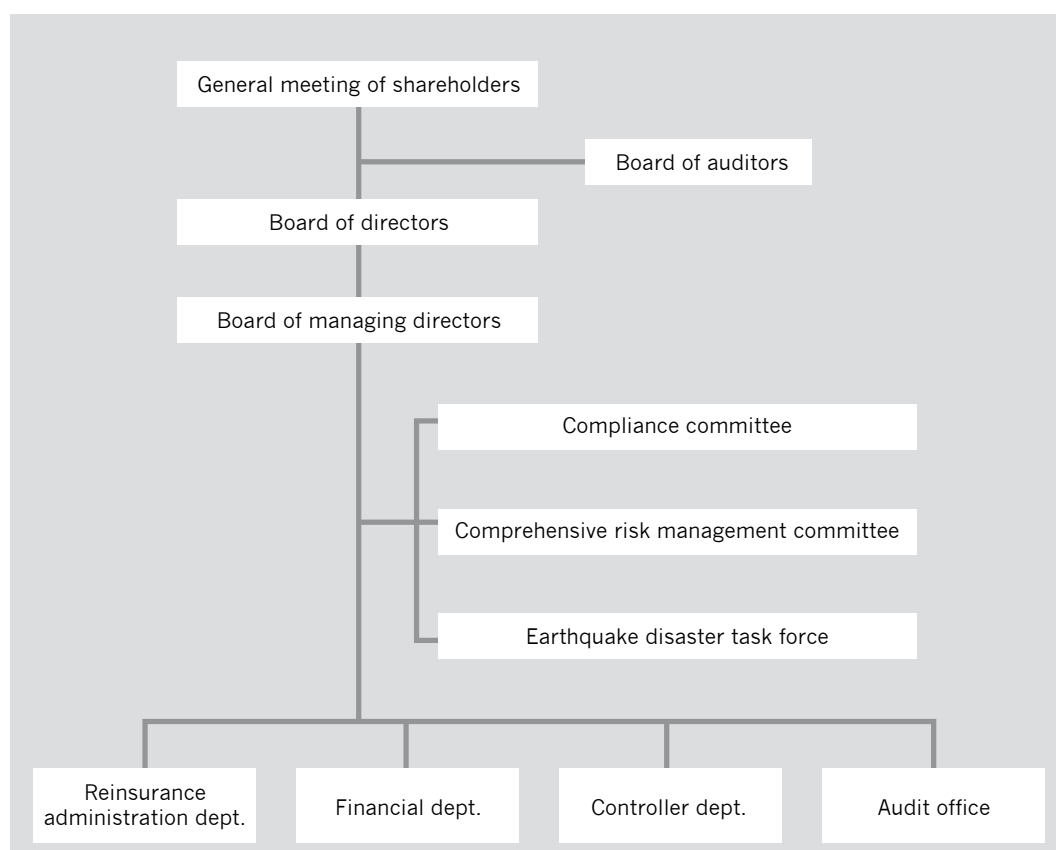 General meeting of shareholders
Board of auditors
Board of directors
Board of managing directors
Compliance committee
Comprehensive risk management committee
Earthquake disaster task force
Reinsurance
administration dept.
Financial dept.
Controller dept.
Audit office